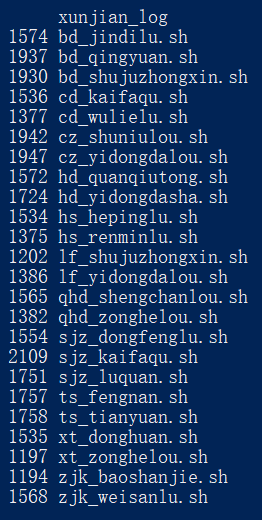 xunjian_log
1574 bd_jindilu.sh
1937 bd_qingyuan.sh
1930 bd_shujuzhongxin.sh
1536 cd_kaifaqu.sh
1377 cd_wulielu.sh
1942 cz_shuniulou.sh
1947 cz_yidongdalou.sh
1572 hd_quanqiutong.sh
1724 hd_yidongdasha.sh
1534 hs_hepinglu.sh
1375 hs_renminlu.sh
1202 lf_shujuzhongxin.sh
1386 lf_yidongdalou.sh
1565 qhd_shengchanlou.sh
1382 qhd_zonghelou.sh
1554 sjz_dongfenglu.sh
2109 sjz_kaifaqu.sh
1751 sjz_luquan.sh
1757 ts_fengnan.sh
1758 ts_tianyuan.sh
1535 xt_donghuan.sh
1197 xt_zonghelou.sh
1194 zjk_baoshanjie.sh
1568 zjk_weisanlu.sh